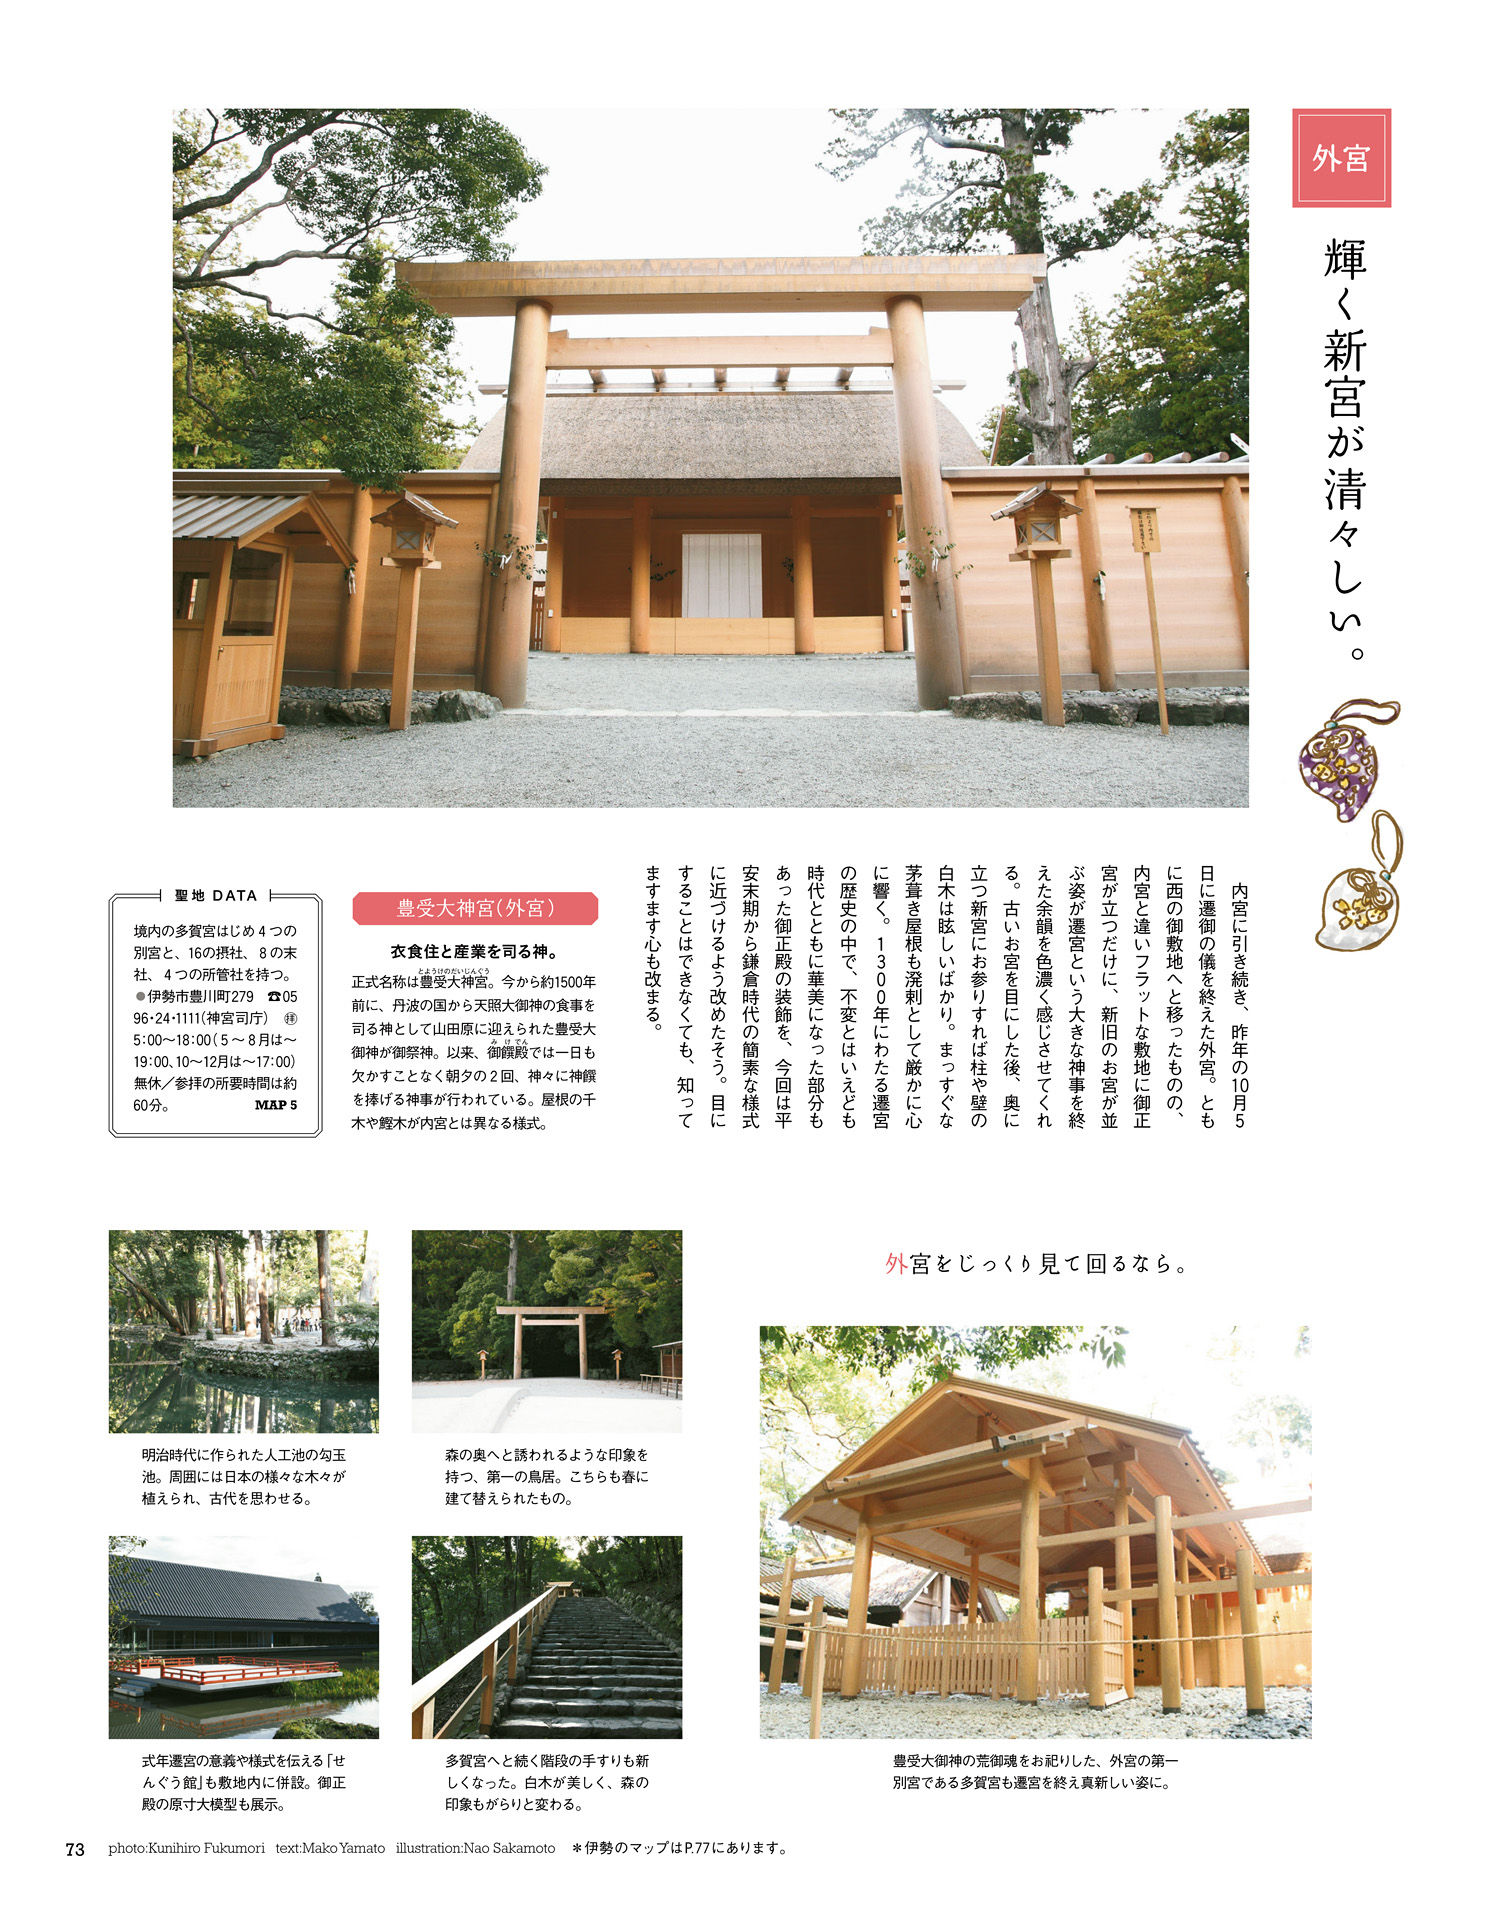 外宮
輝く新宮が清々しい。
内宮に引き続き、昨年の10月5
日に遷御の儀を終えた外宮。とも
に西の御敷地へと移ったものの、
内宮と違いフラットな敷地に御正
宮が立つだけに、新旧のお宮が並
ぶ姿が遷宮という大きな神事を終
えた余韻を色濃く感じさせてくれ
る。古いお宮を目にした後、奥に
立つ新宮にお参りすれば柱や壁の
白木は眩しいばかり。まっすぐな
茅葺き屋根も溌剌として厳かに心
に響く。1300年にわたる遷宮
の歴史の中で、不変とはいえども
時代とともに華美になった部分も
あった御正殿の装飾を、今回は平
安末期から鎌倉時代の簡素な様式
に近づけるよう改めたそう。目に
することはできなくても、知って
ますます心も改まる。
豊受大神宮(外宮)
衣食住と産業を司る神。
とようけのだいじんぐう
正式名称は豊受大神宮。今から約1500年
前に、丹波の国から天照大御神の食事を
司る神として山田原に迎えられた豊受大
みけでん
御神が御祭神。以来、御饌殿では一日も
欠かすことなく朝夕の2回、神々に神饌
を捧げる神事が行われている。屋根の千
木や鰹木が内宮とは異なる様式。
聖地 DATA
境内の多賀宮はじめ4つの
別宮と、16の摂社、8の末
社、4つの所管社を持つ。
●伊勢市豊川町279 ☎05
96・24・1111(神宮司庁) ㊡
5:00〜18:00(5〜8月は〜
19:00、10〜12月は〜17:00)
無休/参拝の所要時間は約
60分。 MAP 5
外宮をじっくり見て回るなら。
豊受大御神の荒御魂をお祀りした、外宮の第一
別宮である多賀宮も遷宮を終え真新しい姿に。
森の奥へと誘われるような印象を
持つ、第一の鳥居。こちらも春に
建て替えられたもの。
明治時代に作られた人工池の勾玉
池。周囲には日本の様々な木々が
植えられ、古代を思わせる。
多賀宮へと続く階段の手すりも新
しくなった。白木が美しく、森の
印象もがらりと変わる。
式年遷宮の意義や様式を伝える「せ
んぐう館」も敷地内に併設。御正
殿の原寸大模型も展示。
73 photo:Kunihiro Fukumori text:Mako Yamato illustration:Nao Sakamoto *伊勢のマップはP.77にあります。